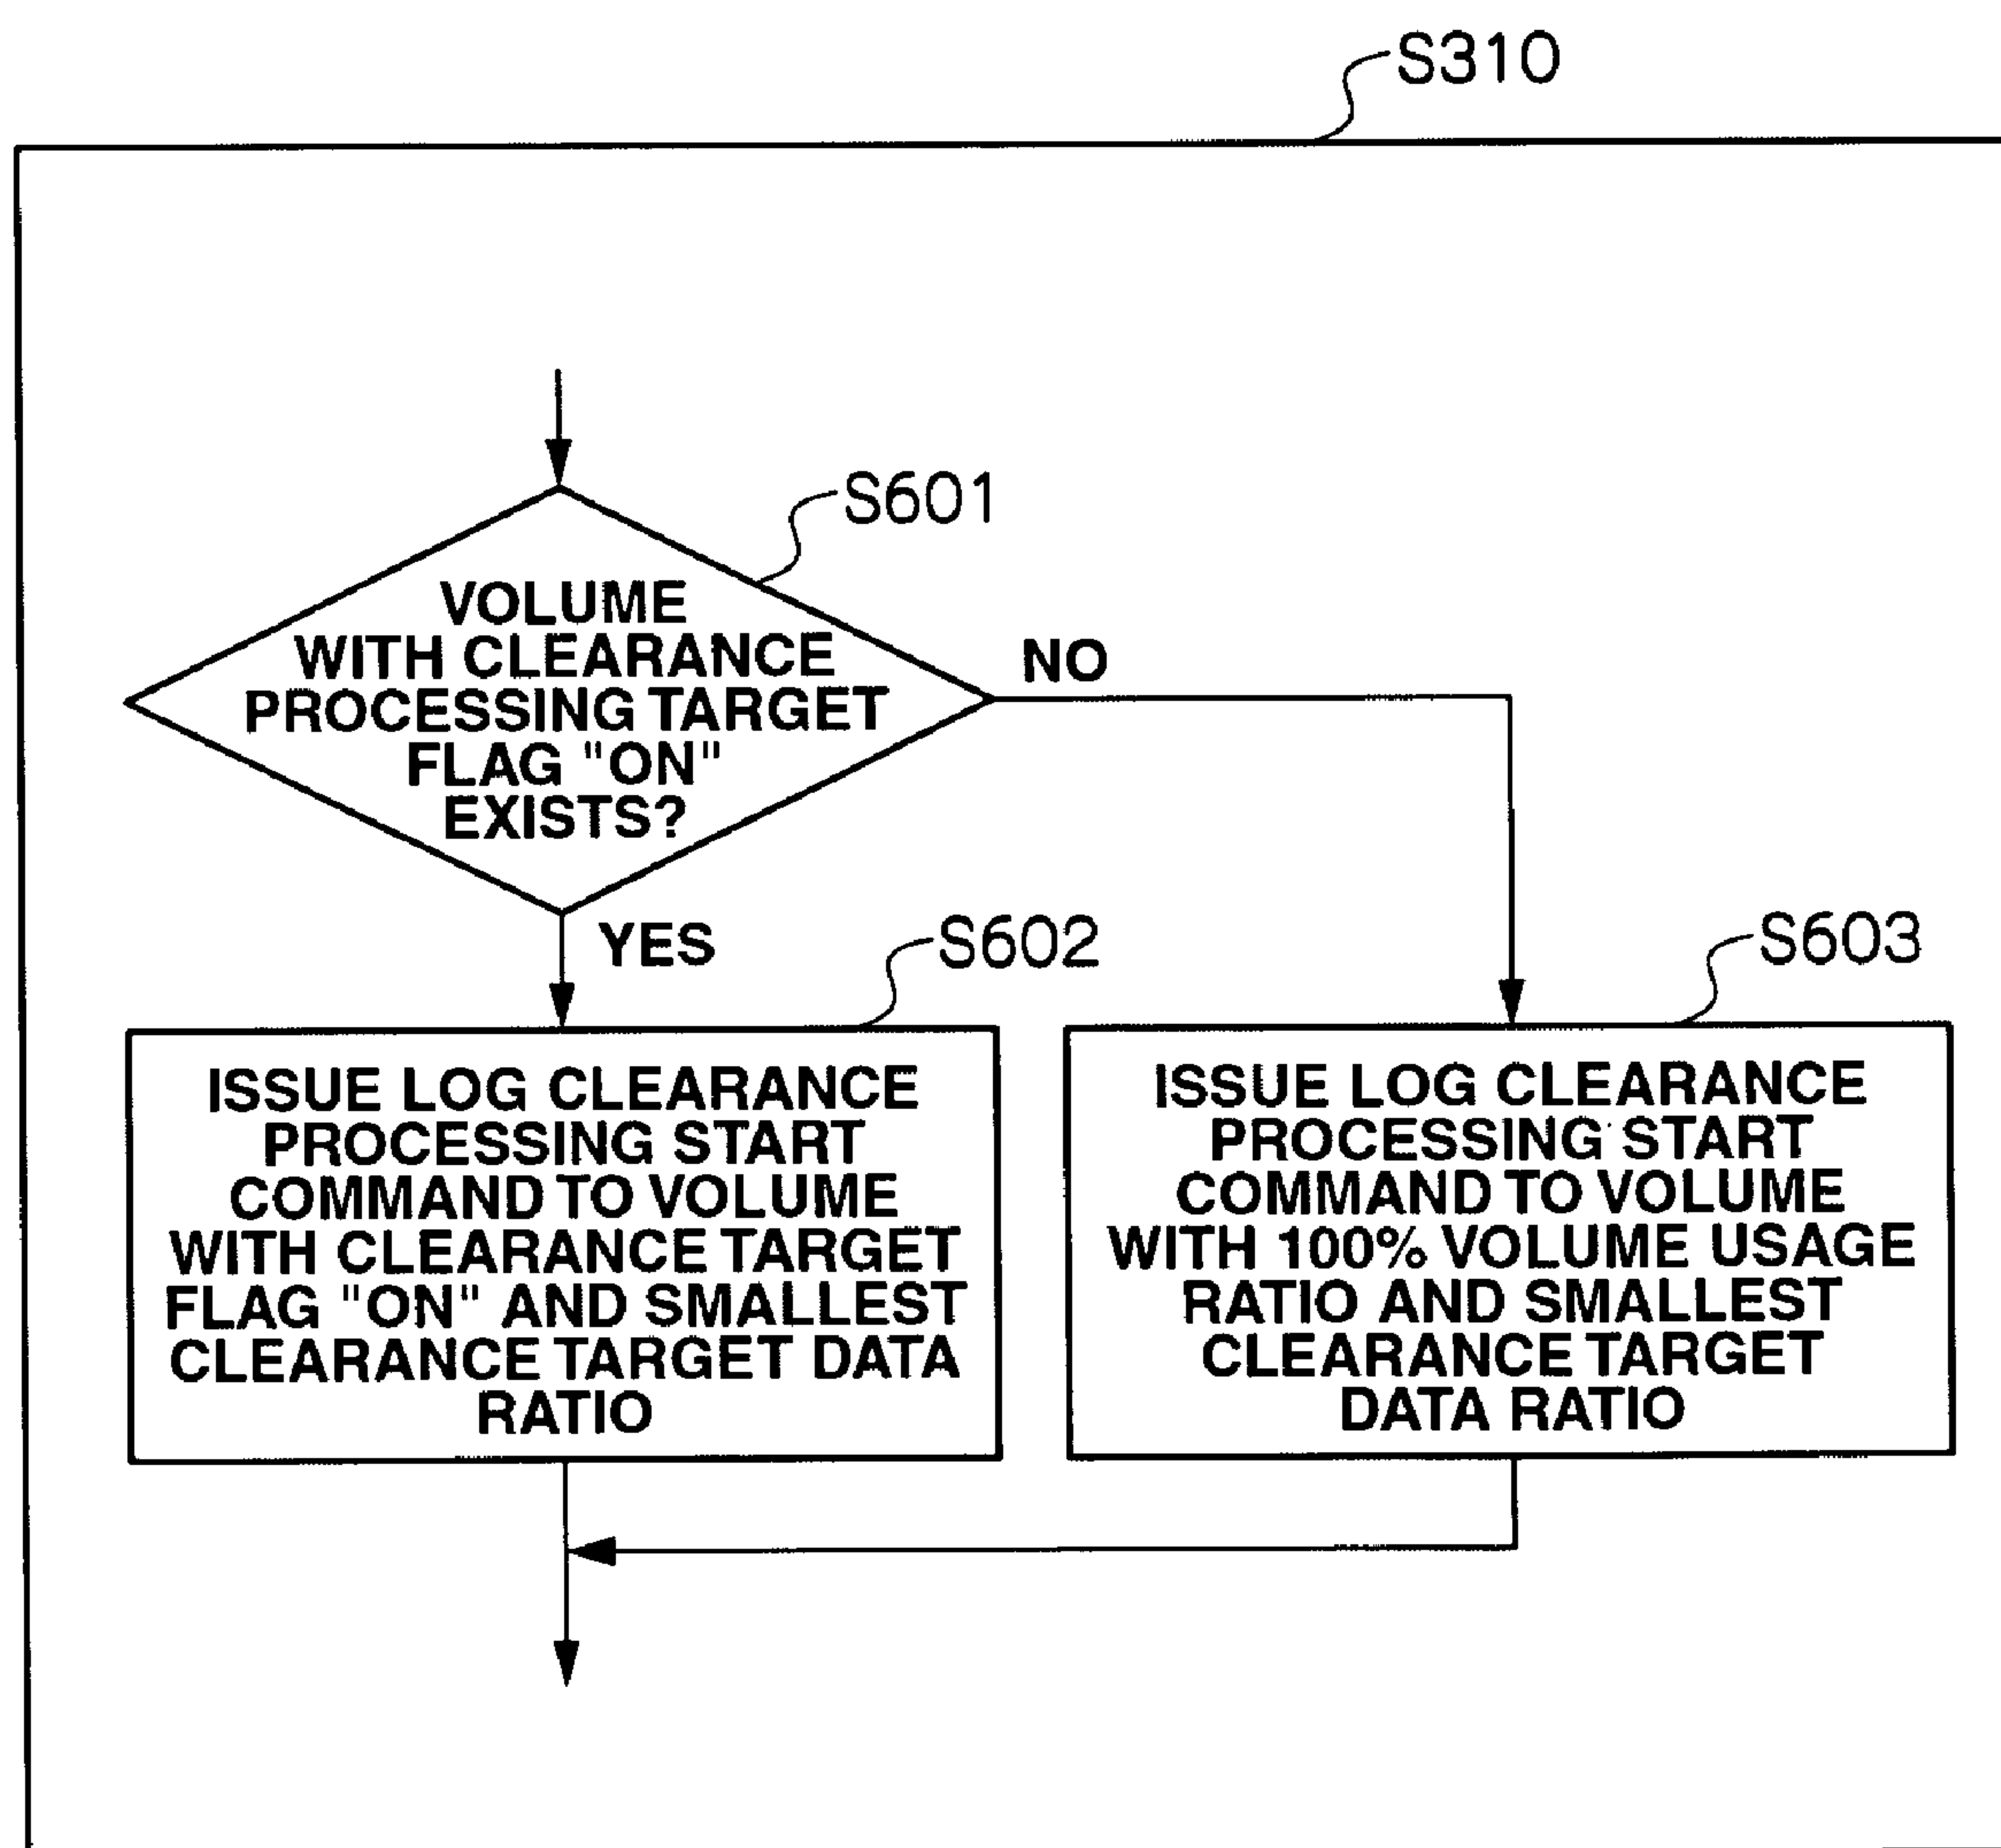 S310
S601
VOLUME
WITH CLEARANCE
PROCESSING TARGET
FLAG "ON"
EXISTS?
NO
YES
S602
S603
ISSUE LOG CLEARANCE
PROCESSING START
COMMAND TO VOLUME
WITH CLEARANCE TARGET
FLAG "ON" AND SMALLEST
CLEARANCE TARGET DATA
RATIO
ISSUE LOG CLEARANCE
PROCESSING START
COMMAND TO VOLUME
WITH 100% VOLUME USAGE
RATIO AND SMALLEST
CLEARANCE TARGET
DATA RATIO